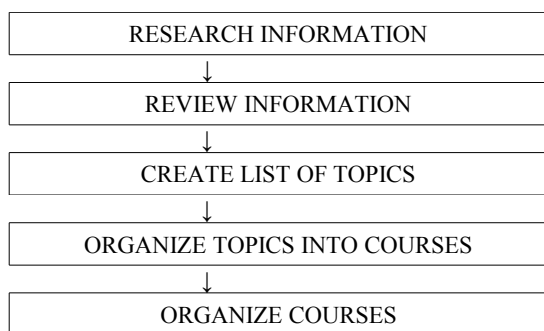 RESEARCH INFORMATION
↓
REVIEW INFORMATION
↓
CREATE LIST OF TOPICS
↓
ORGANIZE TOPICS INTO COURSES
↓
ORGANIZE COURSES